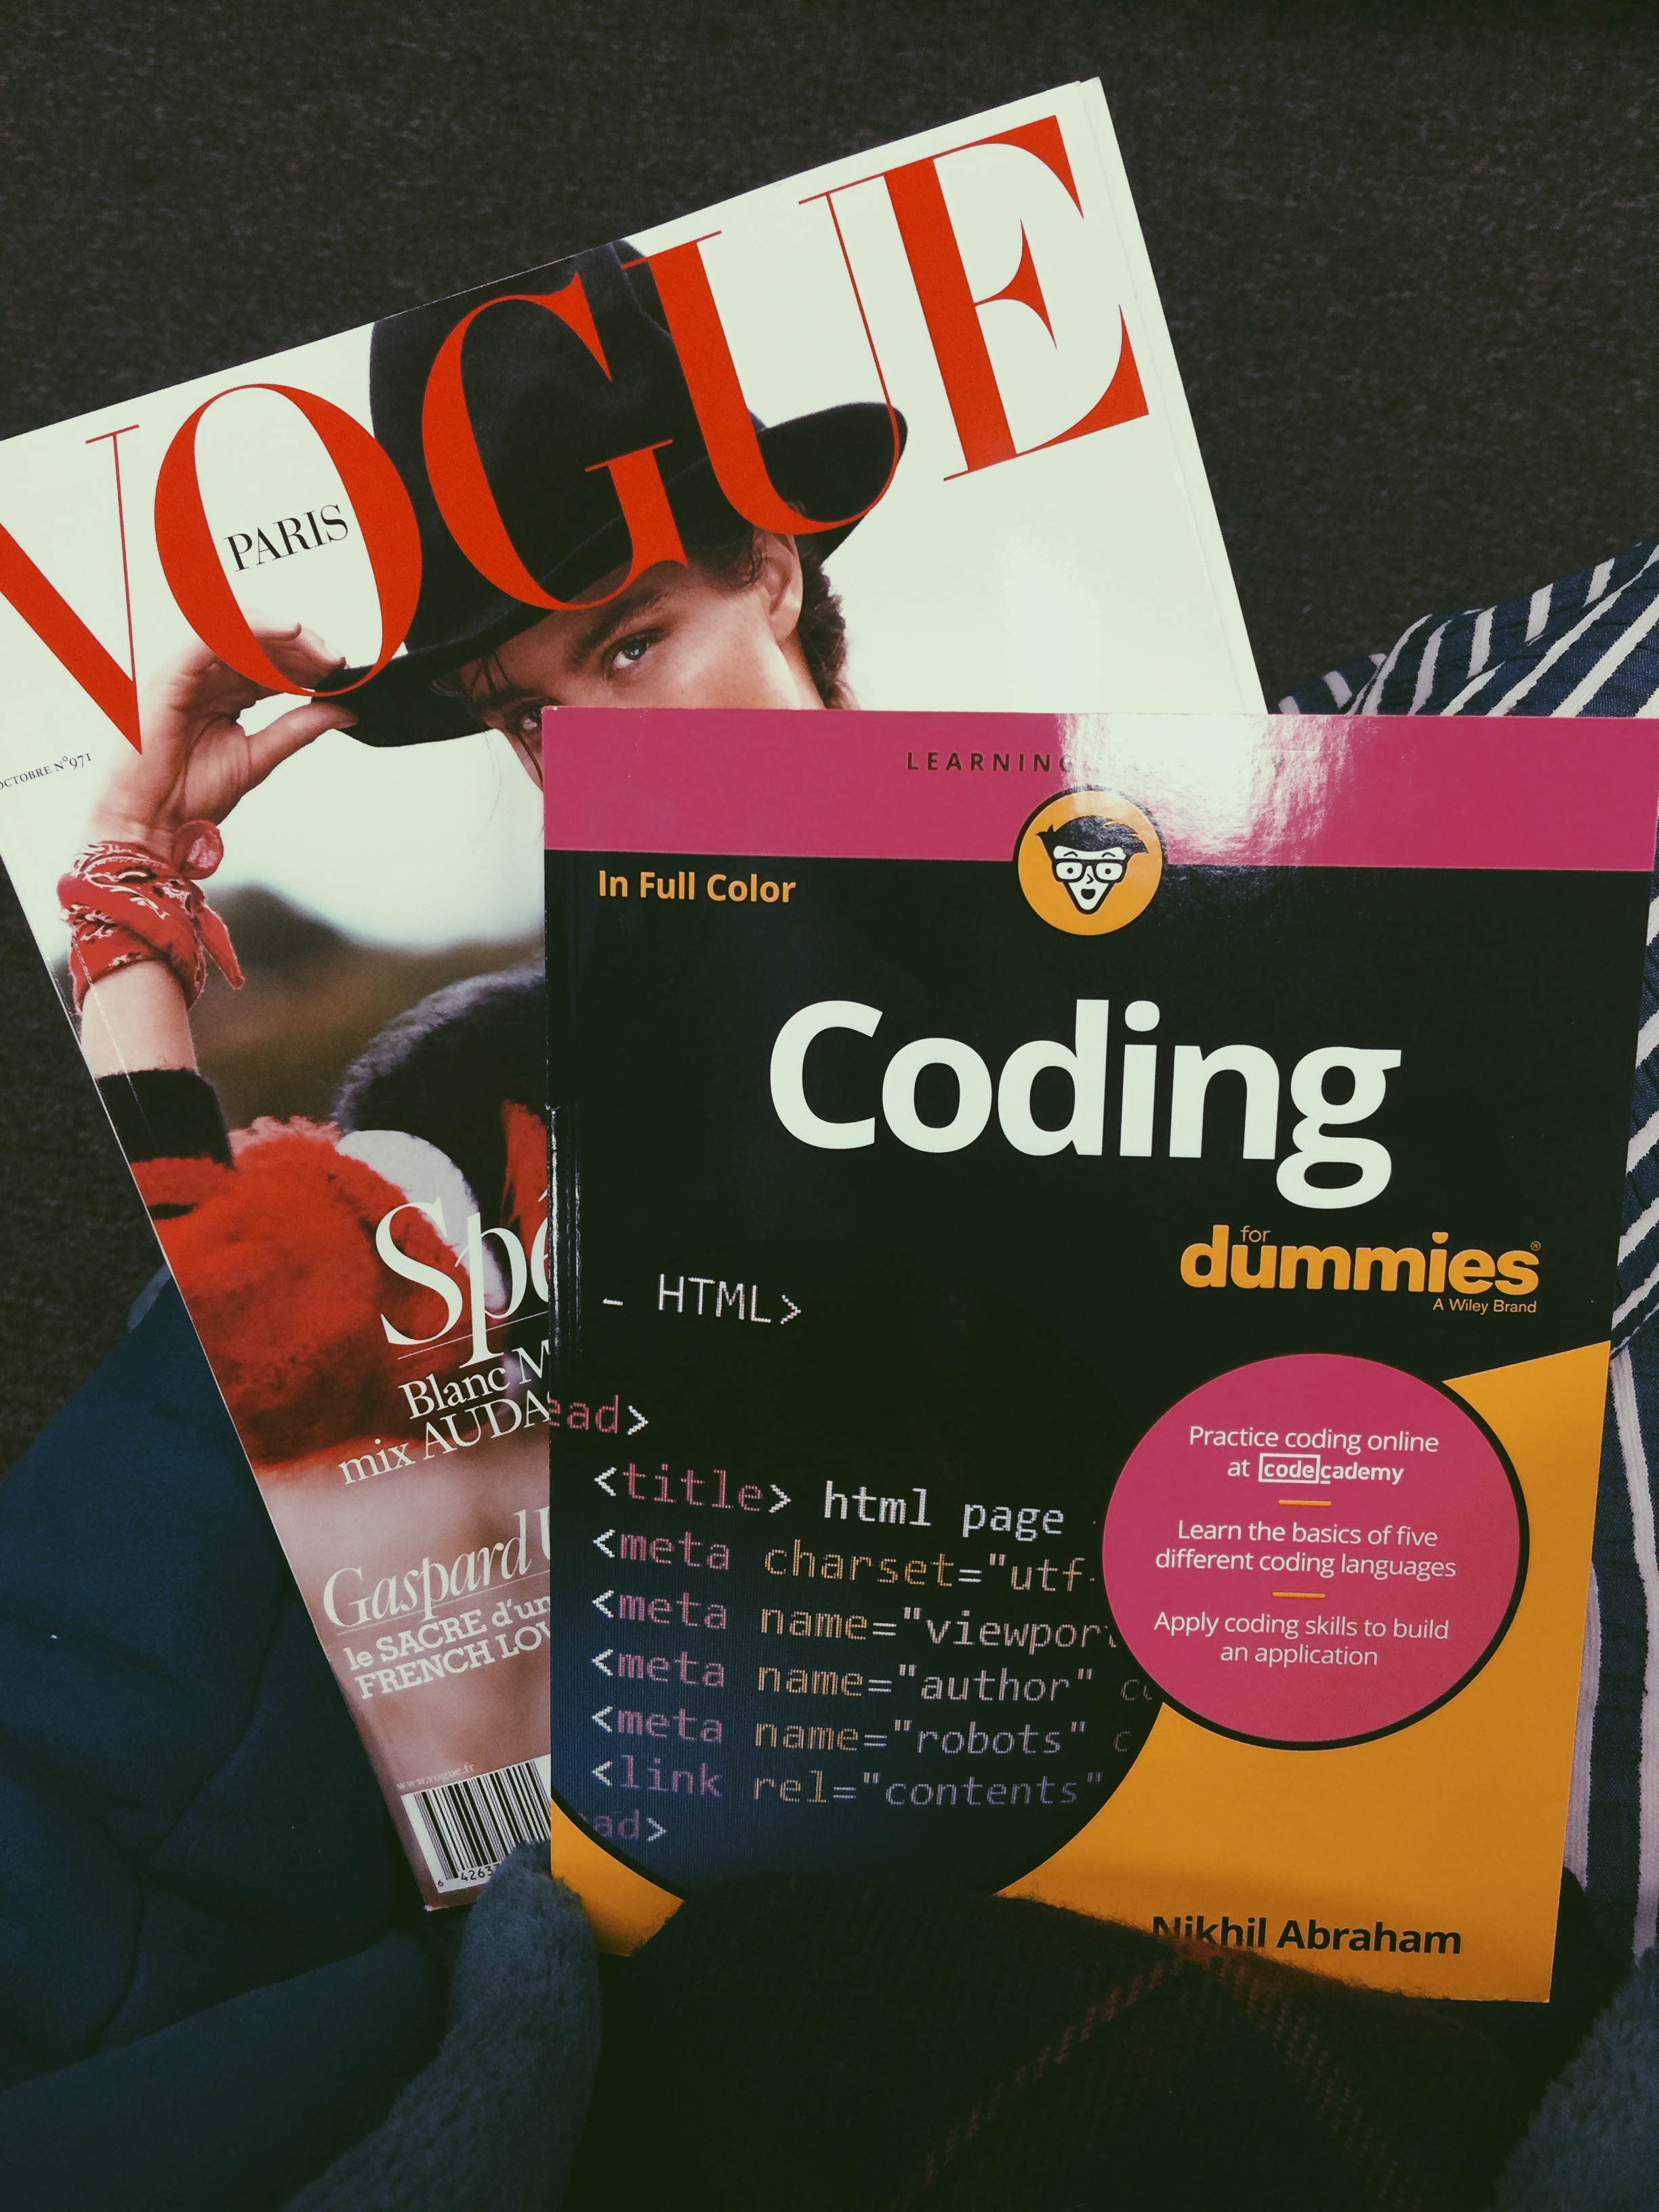 VOGUE
PARIS
OCTOBRE N°971
Spé
Blanc M
mix AUDA
Gaspard U
le SACRE d'un
FRENCH LOV
www.vogue.fr
LEARNING
In Full Color
Coding
for
dummies®
A Wiley Brand
- HTML>
ead>
<title> html page
<meta charset="utf-
<meta name="viewport
<meta name="author" co
<meta name="robots" c
<link rel="contents"
ad>
Practice coding online
at codecademy
Learn the basics of five
different coding languages
Apply coding skills to build
an application
Nikhil Abraham